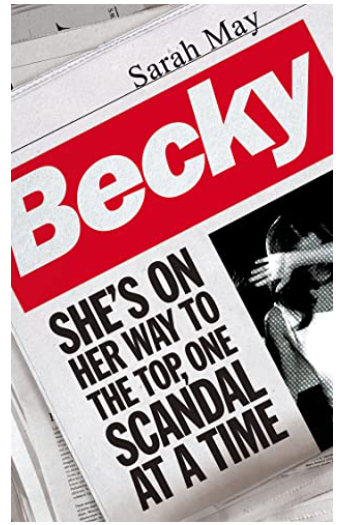 Sarah May
Becky
SHE'S ON
HER WAY TO
THE TOP, ONE
SCANDAL
AT A TIME